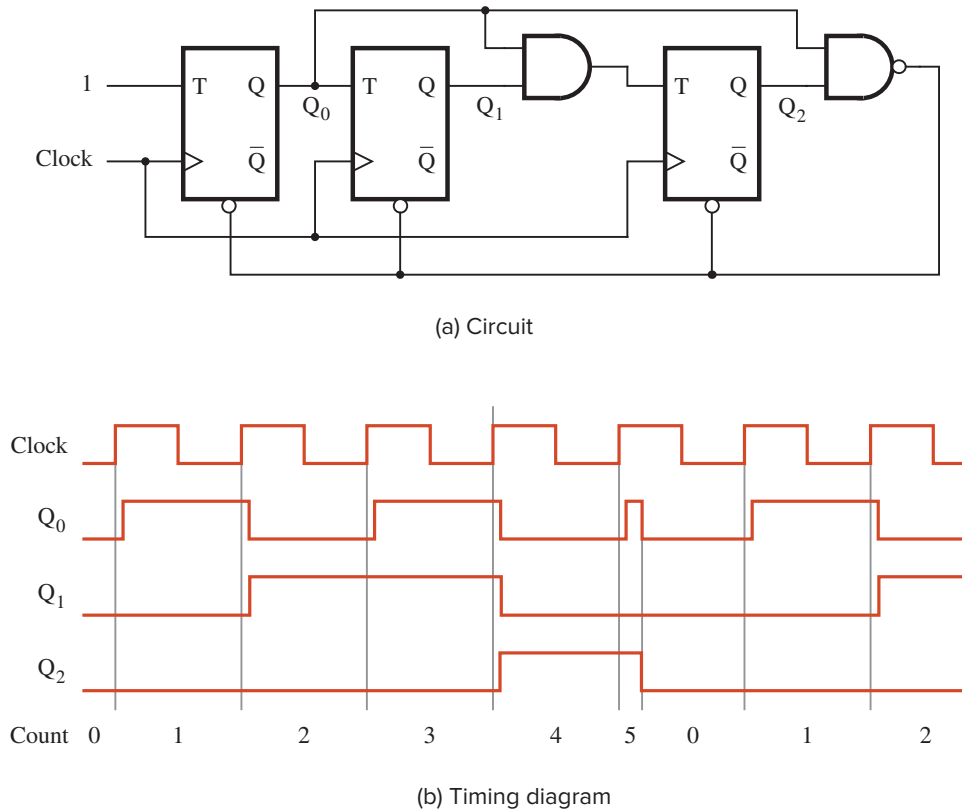 1 T Q Q₀ T Q Q₁ T Q Q₂
Clock Q̅ Q̅ Q̅
(a) Circuit
Clock
Q₀
Q₁
Q₂
Count 0 1 2 3 4 5 0 1 2
(b) Timing diagram